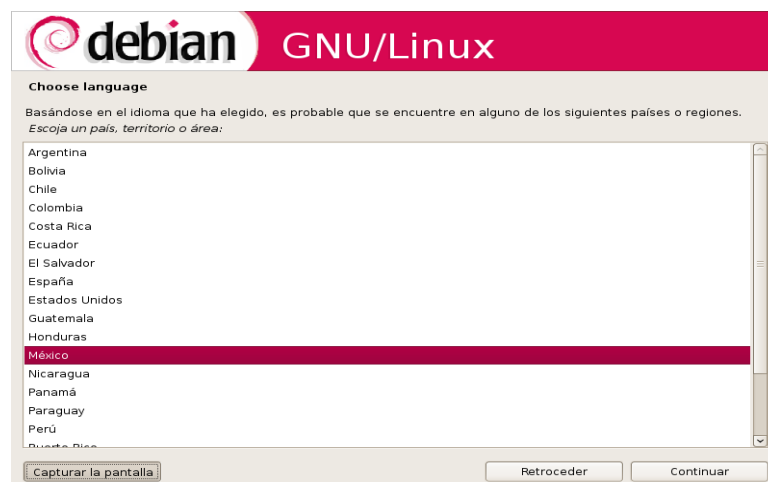 debian GNU/Linux
Choose language
Basándose en el idioma que ha elegido, es probable que se encuentre en alguno de los siguientes países o regiones.
Escoja un país, territorio o área:
Argentina
Bolivia
Chile
Colombia
Costa Rica
Ecuador
El Salvador
España
Estados Unidos
Guatemala
Honduras
México
Nicaragua
Panamá
Paraguay
Perú
Puerto Rico
Capturar la pantalla Retroceder Continuar